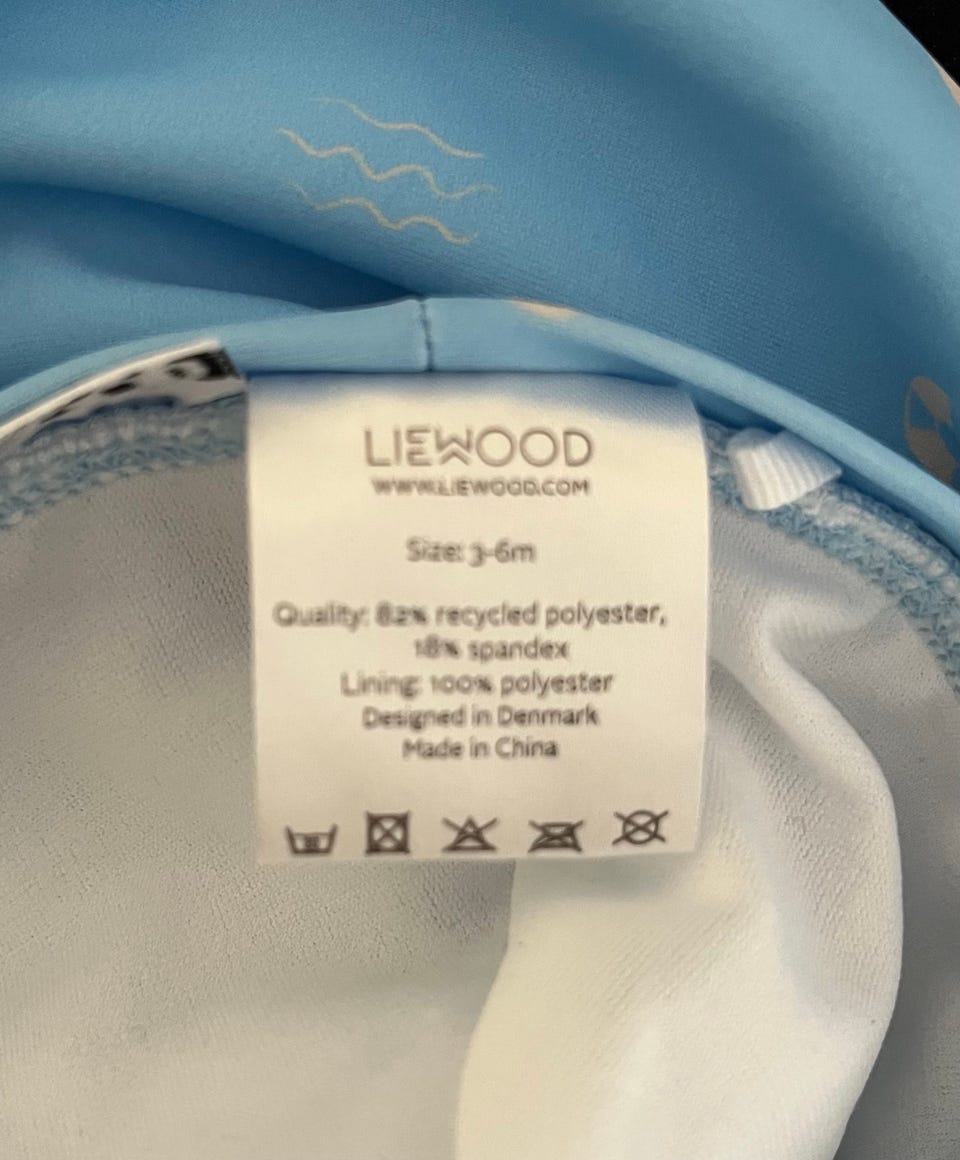 LIEWOOD
WWW.LIEWOOD.COM
Size: 3-6m
Quality: 82% recycled polyester,
18% spandex
Lining: 100% polyester
Designed in Denmark
Made in China